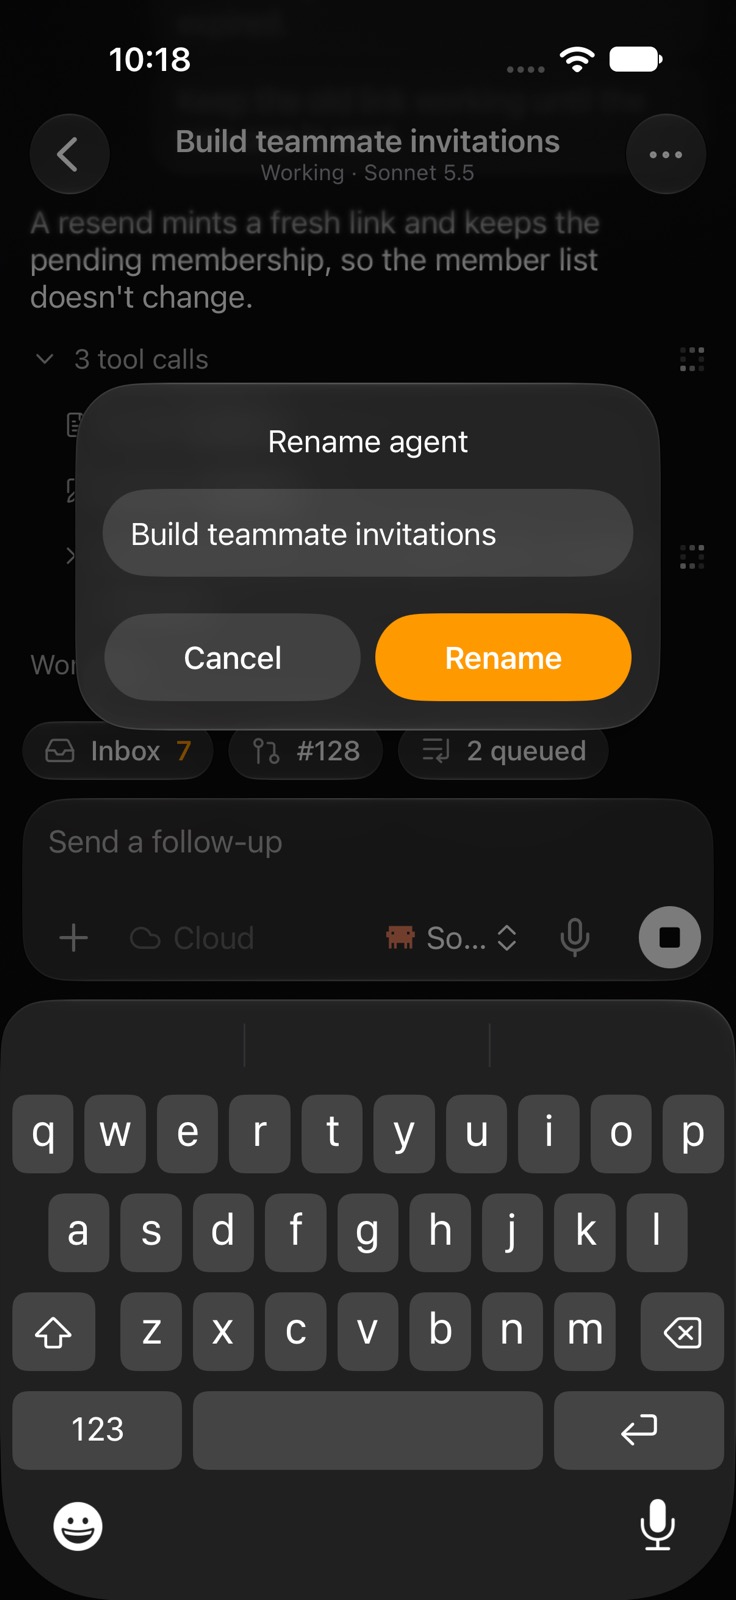 10:18
Build teammate invitations
Working · Sonnet 5.5
A resend mints a fresh link and keeps the
pending membership, so the member list
doesn't change.
3 tool calls
Rename agent
Build teammate invitations
Cancel
Rename
Inbox 7
#128
2 queued
Send a follow-up
Cloud
So...
q w e r t y u i o p
a s d f g h j k l
z x c v b n m
123